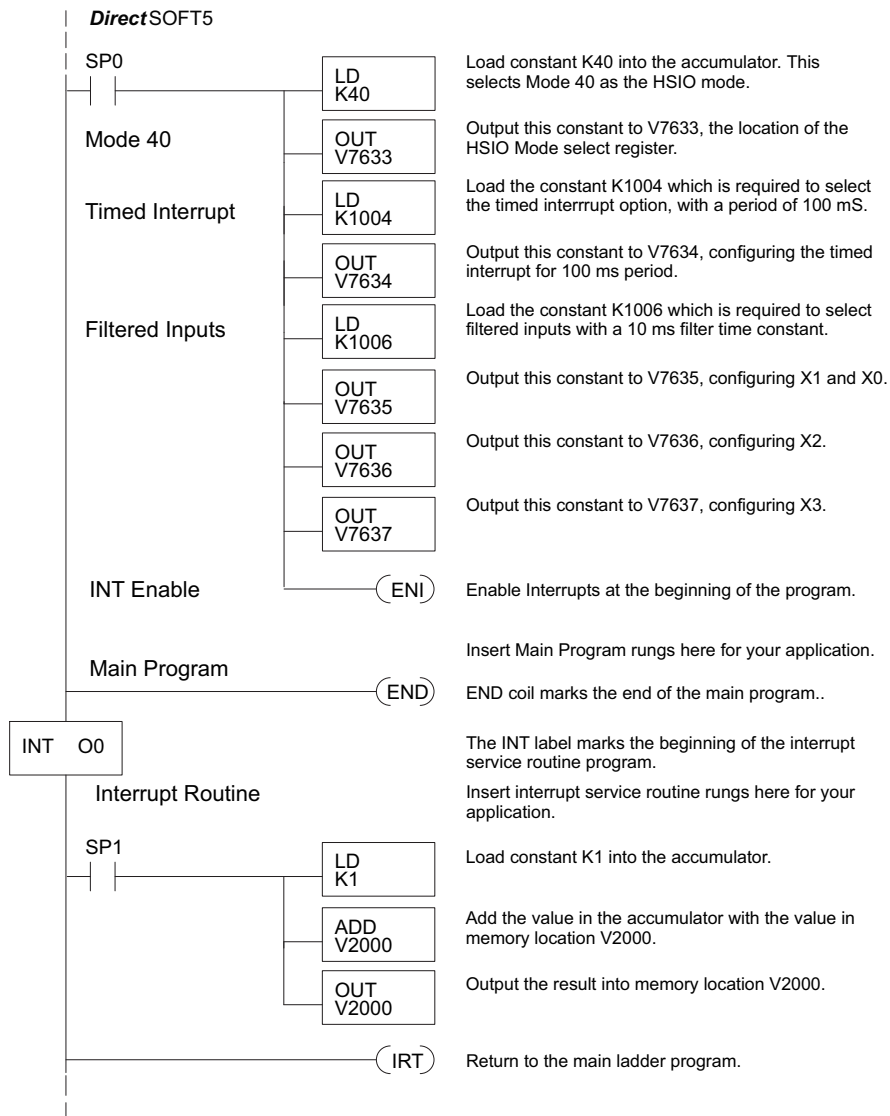 DirectSOFT5
SP0
LD
K40
Load constant K40 into the accumulator. This
selects Mode 40 as the HSIO mode.
Mode 40
OUT
V7633
Output this constant to V7633, the location of the
HSIO Mode select register.
Timed Interrupt
LD
K1004
Load the constant K1004 which is required to select
the timed interrrupt option, with a period of 100 mS.
OUT
V7634
Output this constant to V7634, configuring the timed
interrupt for 100 ms period.
Filtered Inputs
LD
K1006
Load the constant K1006 which is required to select
filtered inputs with a 10 ms filter time constant.
OUT
V7635
Output this constant to V7635, configuring X1 and X0.
OUT
V7636
Output this constant to V7636, configuring X2.
OUT
V7637
Output this constant to V7637, configuring X3.
INT Enable
ENI
Enable Interrupts at the beginning of the program.
Insert Main Program rungs here for your application.
Main Program
END
END coil marks the end of the main program..
INT O0
The INT label marks the beginning of the interrupt
service routine program.
Interrupt Routine
Insert interrupt service routine rungs here for your
application.
SP1
LD
K1
Load constant K1 into the accumulator.
ADD
V2000
Add the value in the accumulator with the value in
memory location V2000.
OUT
V2000
Output the result into memory location V2000.
IRT
Return to the main ladder program.